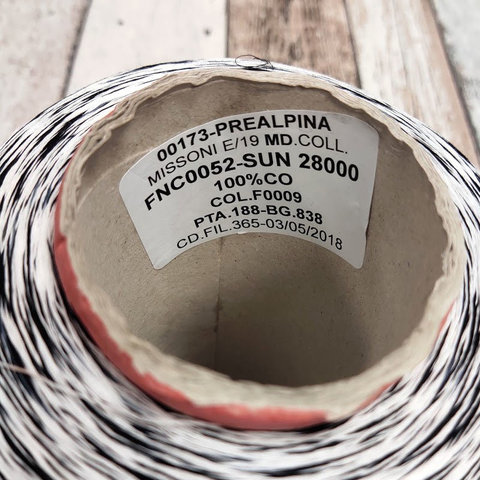 00173-PREALPINA
MISSONI E/19 MD.COLL.
FNC0052-SUN 28000
100%CO
COL.F0009
PTA.188-BG.838
CD.FIL.365-03/05/2018